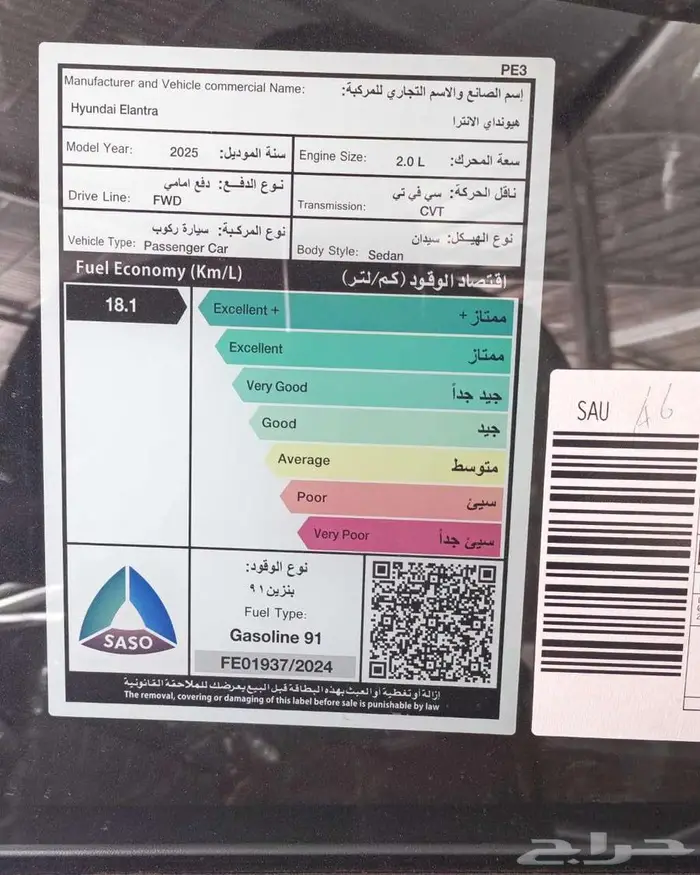 PE3
Manufacturer and Vehicle commercial Name: إسم الصانع والاسم التجاري للمركبة:
Hyundai Elantra
هيونداي الانترا
Model Year: 2025 سنة الموديل:
Engine Size: 2.0 L سعة المحرك:
نوع الدفـع: دفع امامي
Drive Line: FWD
ناقل الحركة: سي في تي
Transmission: CVT
نوع المركبة: سيارة ركوب
Vehicle Type: Passenger Car
نوع الهيكل: سيدان
Body Style: Sedan
Fuel Economy (Km/L) اقتصاد الوقود (كم/لتر)
18.1
Excellent + ممتاز +
Excellent ممتاز
Very Good جيد جداً
Good جيد
Average متوسط
Poor سيئ
Very Poor سيئ جداً
SASO
نوع الوقود:
بنزين ٩١
Fuel Type:
Gasoline 91
FE01937/2024
ازالة أو تغطية أو العبث بهذه البطاقة قبل البيع يعرضك للملاحقة القانونية
The removal, covering or damaging of this label before sale is punishable by law
SAU
حراج